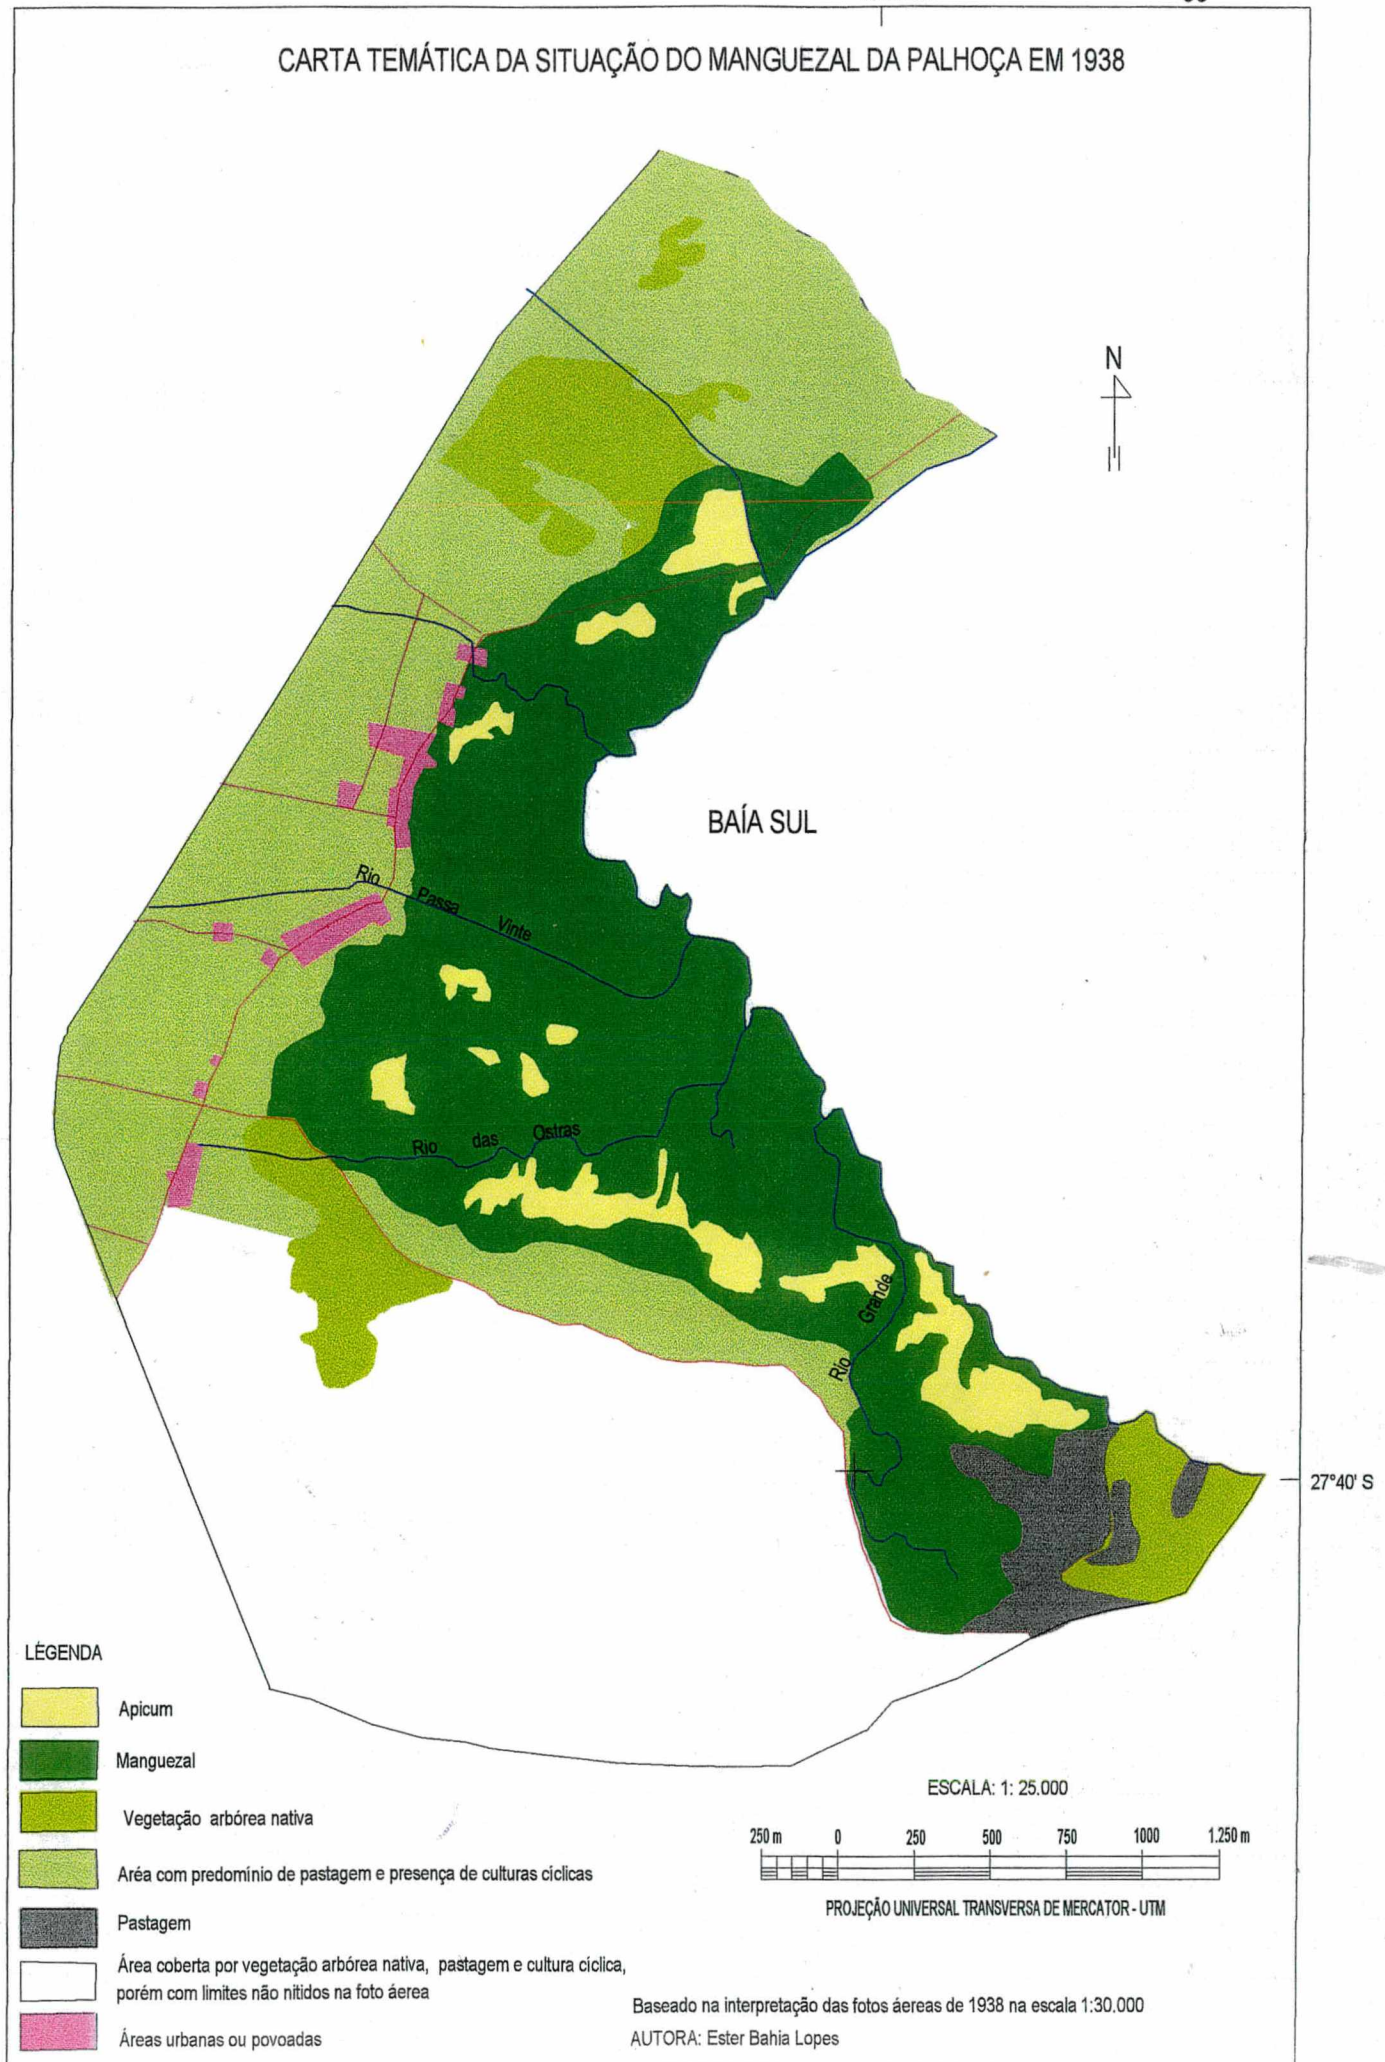 CARTA TEMÁTICA DA SITUAÇÃO DO MANGUEZAL DA PALHOÇA EM 1938
N
BAÍA SUL
Rio Passa Vinte
Rio das Ostras
Rio Grande
27°40' S
LEGENDA
Apicum
Manguezal
Vegetação arbórea nativa
Aréa com predomínio de pastagem e presença de culturas cíclicas
Pastagem
Área coberta por vegetação arbórea nativa, pastagem e cultura cíclica,
porém com limites não nitidos na foto áerea
Áreas urbanas ou povoadas
ESCALA: 1: 25.000
250 m 0 250 500 750 1000 1.250 m
PROJEÇÃO UNIVERSAL TRANSVERSA DE MERCATOR - UTM
Baseado na interpretação das fotos áereas de 1938 na escala 1:30.000
AUTORA: Ester Bahia Lopes